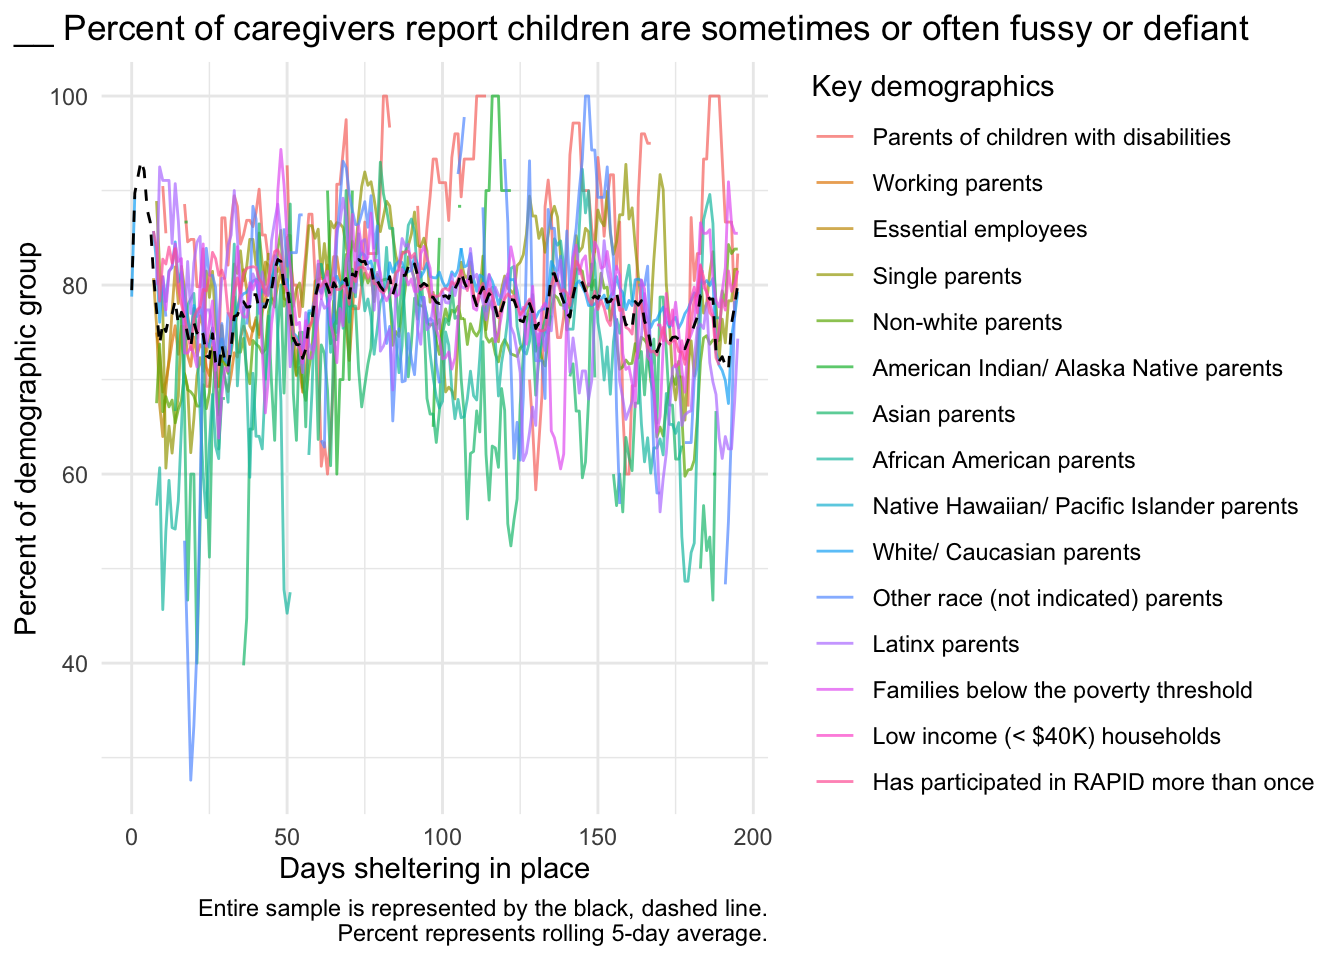 __ Percent of caregivers report children are sometimes or often fussy or defiant
Percent of demographic group
100
80
60
40
0
50
100
150
200
Days sheltering in place
Entire sample is represented by the black, dashed line.
Percent represents rolling 5-day average.
Key demographics
Parents of children with disabilities
Working parents
Essential employees
Single parents
Non-white parents
American Indian/ Alaska Native parents
Asian parents
African American parents
Native Hawaiian/ Pacific Islander parents
White/ Caucasian parents
Other race (not indicated) parents
Latinx parents
Families below the poverty threshold
Low income (< $40K) households
Has participated in RAPID more than once